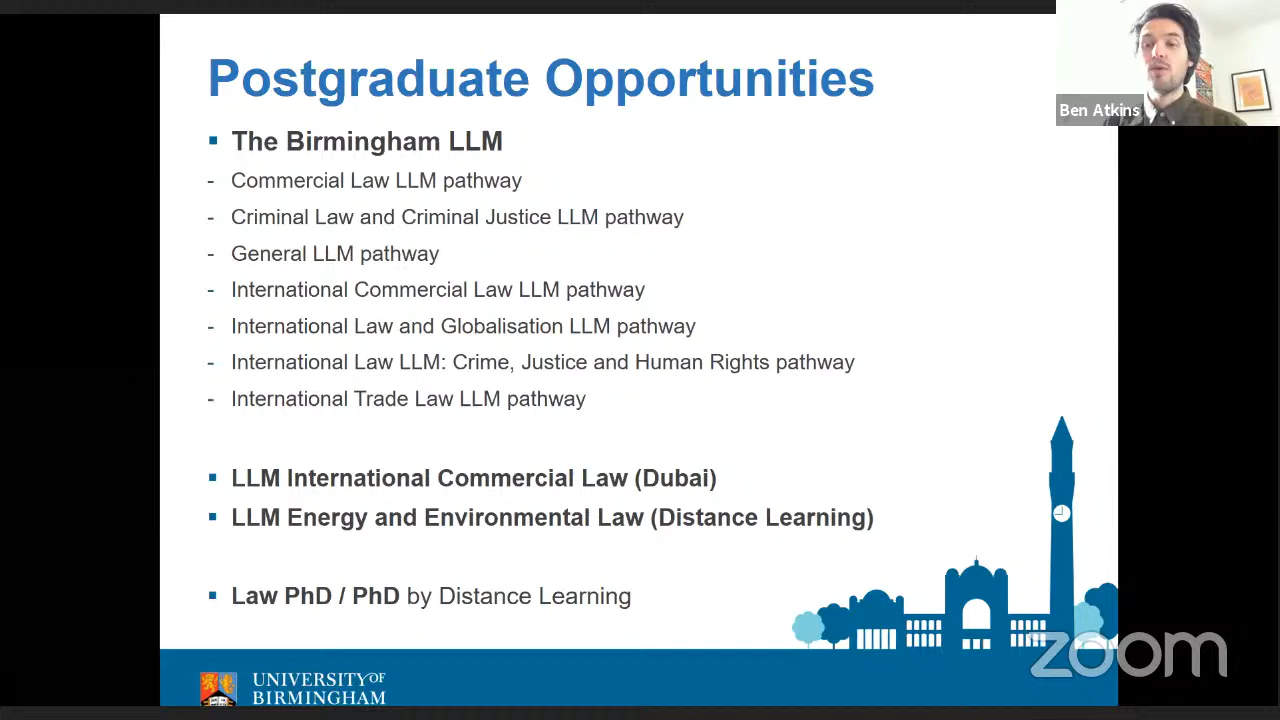 Postgraduate Opportunities
Ben Atkins
▪ The Birmingham LLM
- Commercial Law LLM pathway
- Criminal Law and Criminal Justice LLM pathway
- General LLM pathway
- International Commercial Law LLM pathway
- International Law and Globalisation LLM pathway
- International Law LLM: Crime, Justice and Human Rights pathway
- International Trade Law LLM pathway
▪ LLM International Commercial Law (Dubai)
▪ LLM Energy and Environmental Law (Distance Learning)
▪ Law PhD / PhD by Distance Learning
zoom
UNIVERSITY OF
BIRMINGHAM